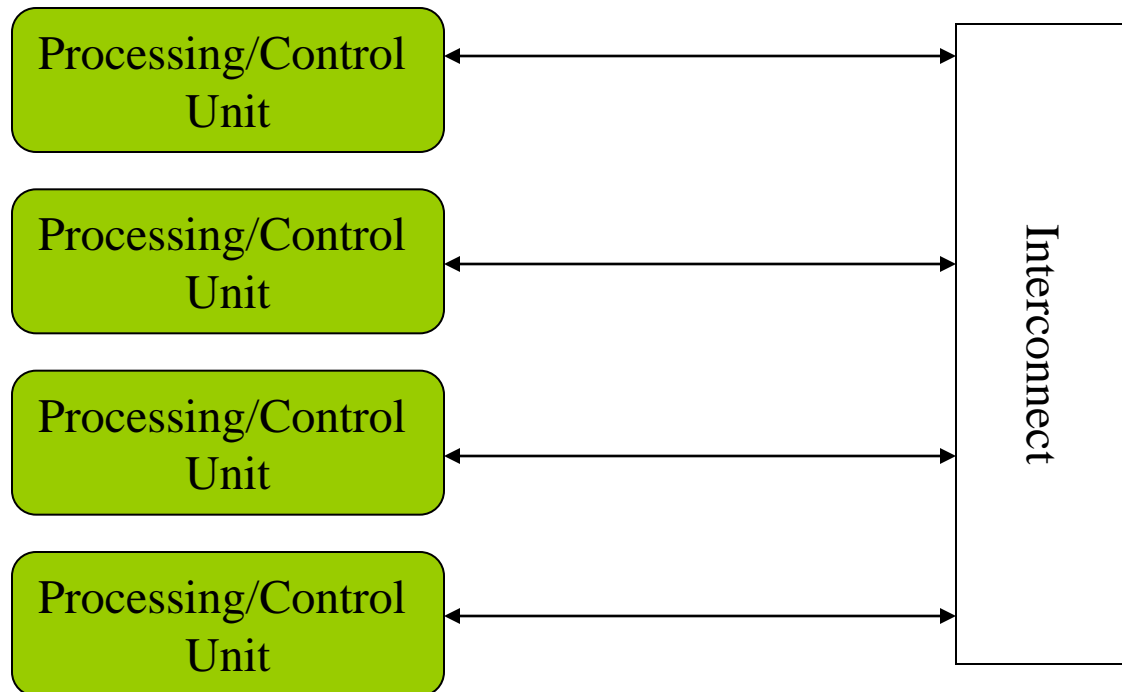 Processing/Control
Unit
Processing/Control
Unit
Processing/Control
Unit
Processing/Control
Unit
Interconnect